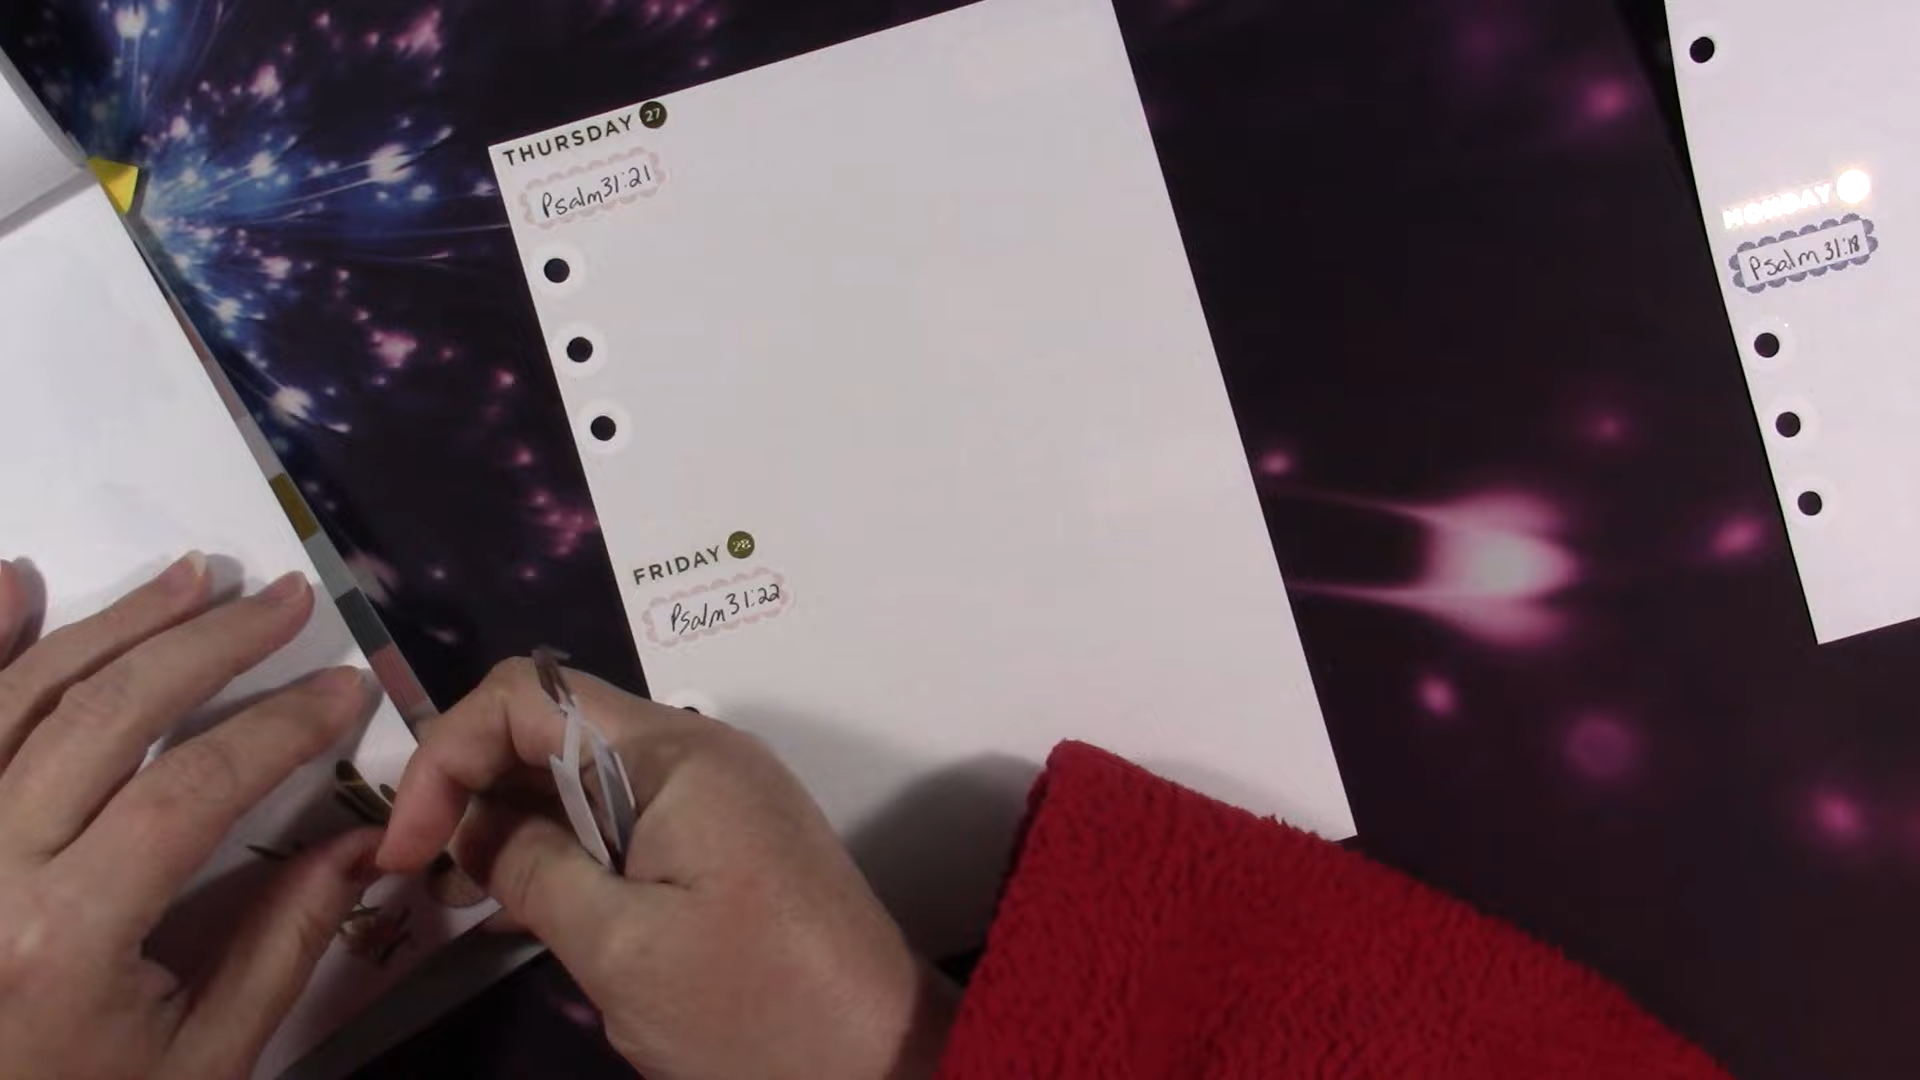 THURSDAY 27
Psalm 31:21
FRIDAY 28
Psalm 31:22
MONDAY
Psalm 31:18